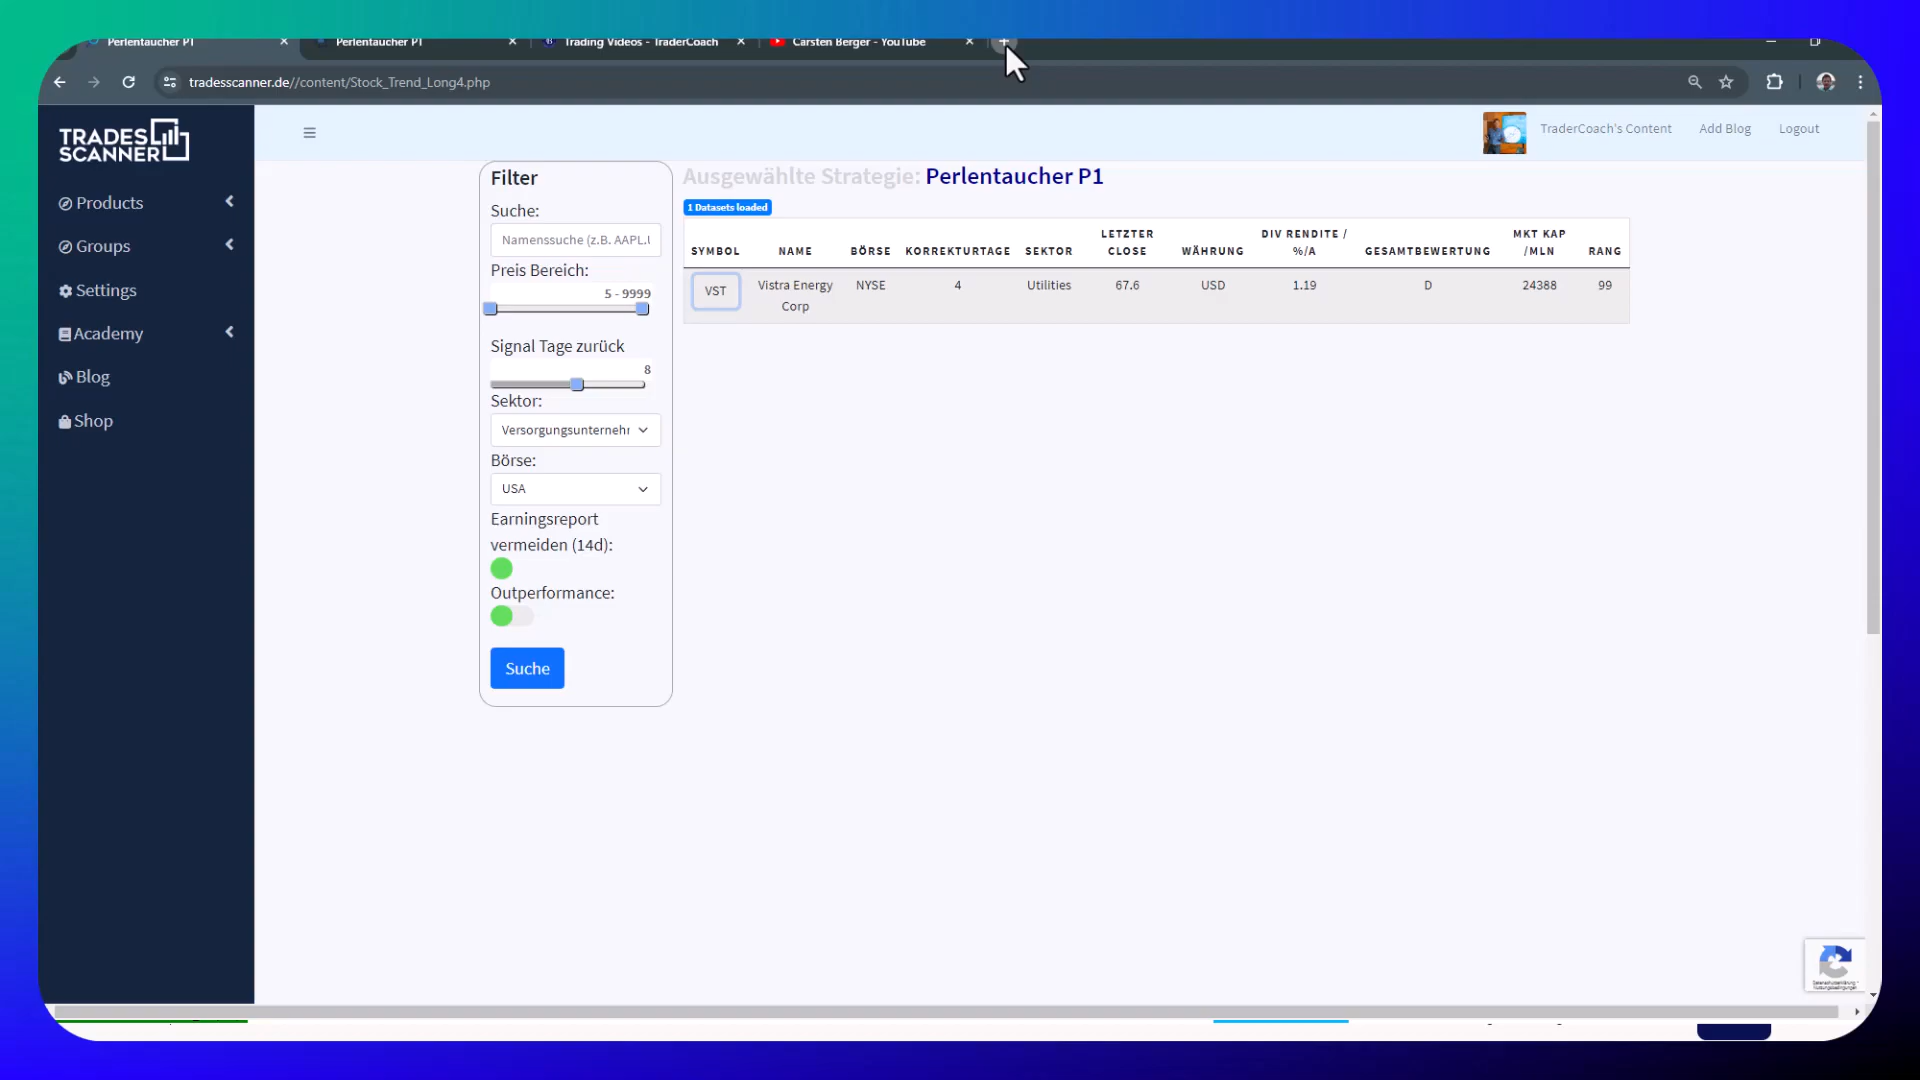 Perlentaucher P1
Perlentaucher P1
Trading Videos - TraderCoach
Carsten Berger - YouTube
tradesscanner.de//content/Stock_Trend_Long4.php
TRADES
SCANNER
TraderCoach's Content
Add Blog
Logout
Products
Groups
Settings
Academy
Blog
Shop
Filter
Suche:
Namenssuche (z.B. AAPL.U
Preis Bereich:
5 - 9999
Signal Tage zurück
8
Sektor:
Versorgungsunternehr
Börse:
USA
Earningsreport
vermeiden (14d):
Outperformance:
Suche
Ausgewählte Strategie: Perlentaucher P1
1 Datasets loaded
SYMBOL NAME BÖRSE KORREKTURTAGE SEKTOR LETZTER CLOSE WÄHRUNG DIV RENDITE / %/A GESAMTBEWERTUNG MKT KAP /MLN RANG
VST Vistra Energy Corp NYSE 4 Utilities 67.6 USD 1.19 D 24388 99